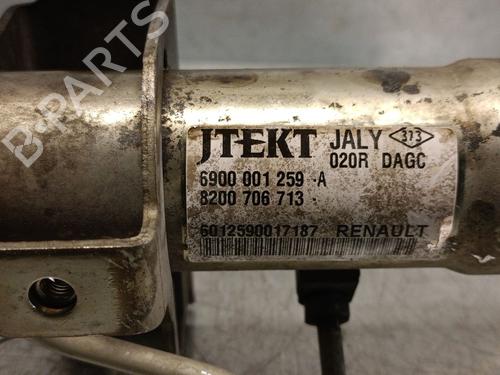 B-PARTS
JTEKT JALY 313
020R DAGC
6900 001 259 -A
8200 706 713 -
6012590017187 RENAULT